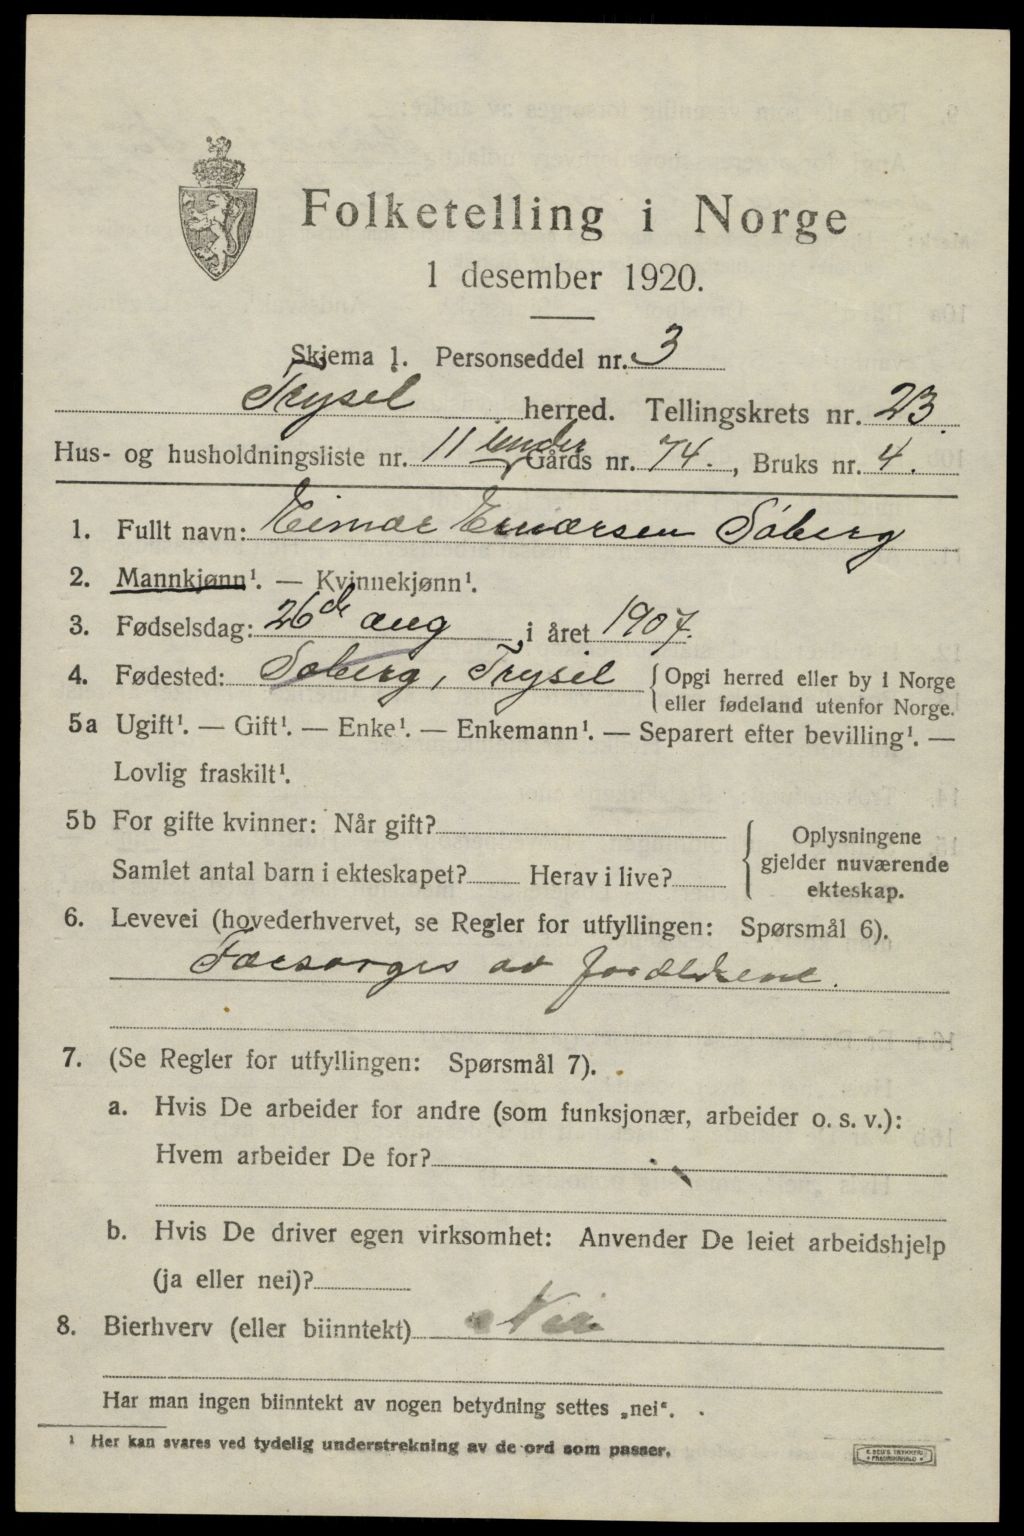 Folketelling i Norge
1 desember 1920.
Skjema 1. Personseddel nr. 3
Trysil herred. Tellingskrets nr. 23.
Hus- og husholdningsliste nr. 11 under Gårds nr. 74., Bruks nr. 4.
1. Fullt navn: Eimar Enersen Søberg
2. Mannkjønn¹. — Kvinnekjønn¹.
3. Fødselsdag: 26de aug i året 1907.
4. Fødested: Søberg, Trysil {Opgi herred eller by i Norge
eller fødeland utenfor Norge.
5a Ugift¹. — Gift¹. — Enke¹. — Enkemann¹. — Separert efter bevilling¹. —
Lovlig fraskilt¹.
5b For gifte kvinner: Når gift?
Samlet antal barn i ekteskapet? Herav i live?
Oplysningene
gjelder nuværende
ekteskap.
6. Levevei (hovederhvervet, se Regler for utfyllingen: Spørsmål 6).
Forsørges av foreldrene.
7. (Se Regler for utfyllingen: Spørsmål 7).
a. Hvis De arbeider for andre (som funksjonær, arbeider o. s. v.):
Hvem arbeider De for?
b. Hvis De driver egen virksomhet: Anvender De leiet arbeidshjelp
(ja eller nei)?
8. Bierhverv (eller biinntekt) Nei
Har man ingen biinntekt av nogen betydning settes „nei“.
¹ Her kan svares ved tydelig understrekning av de ord som passer.